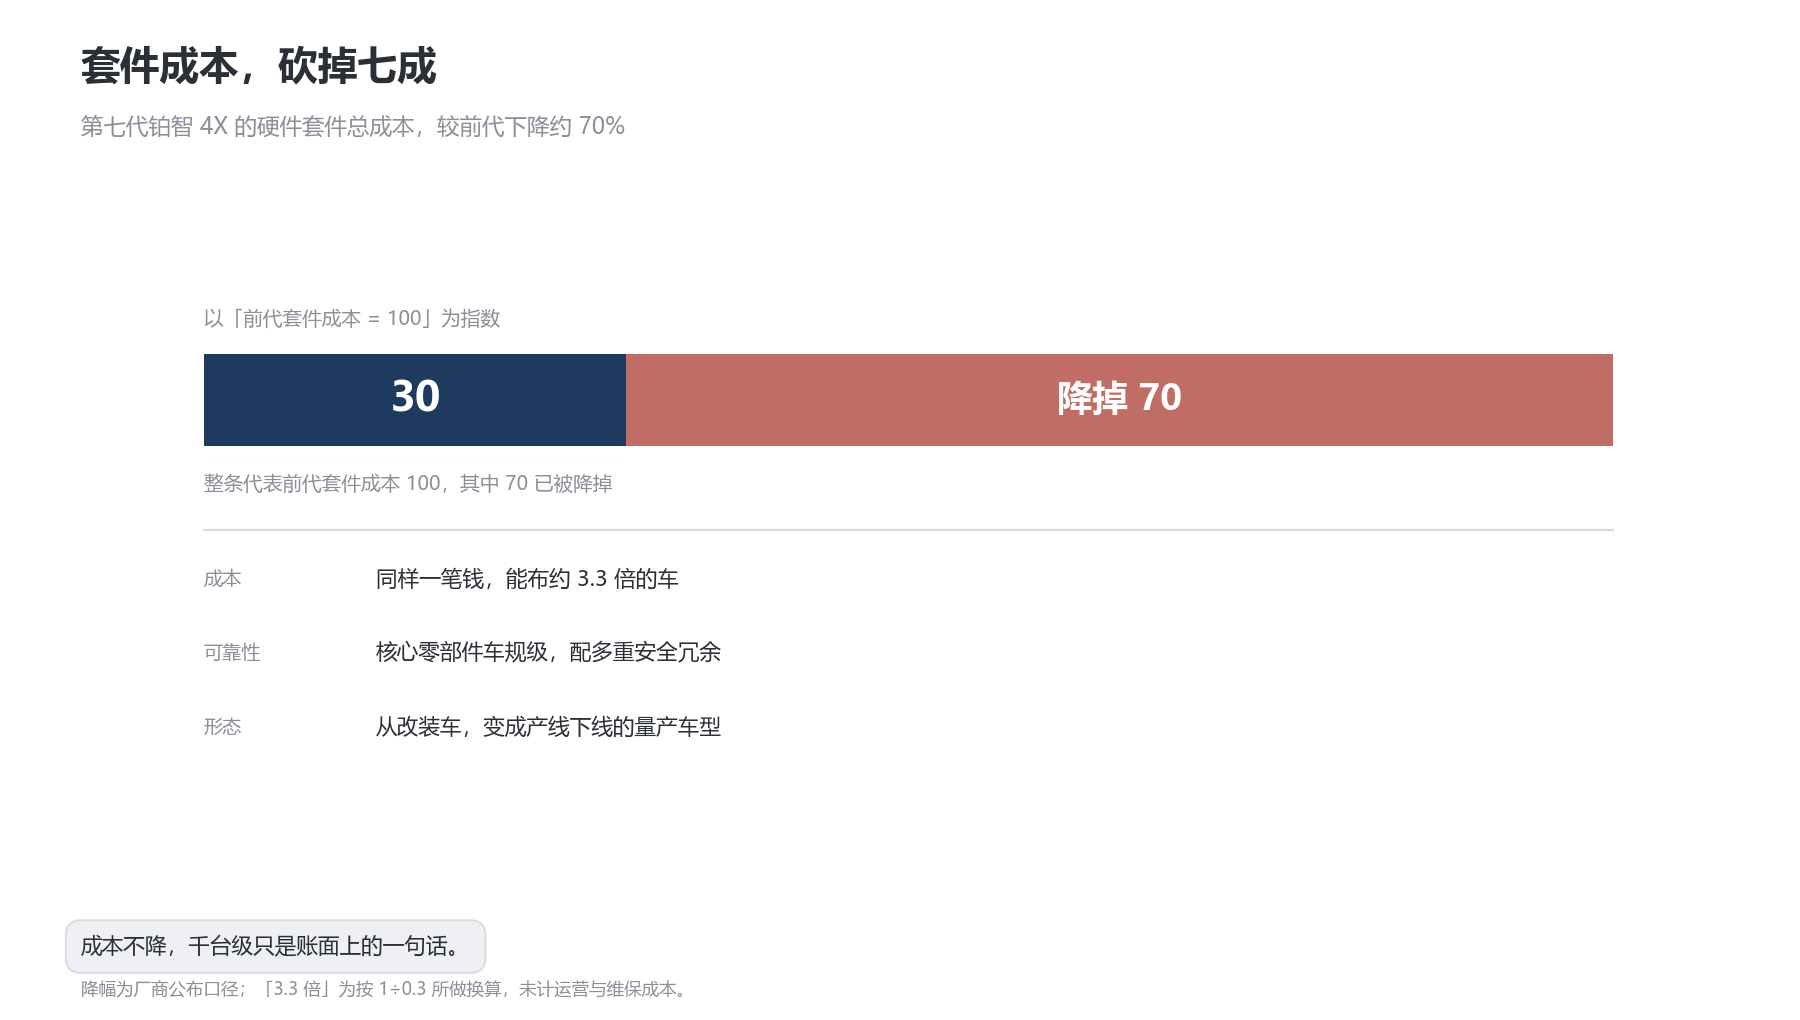 套件成本，砍掉七成
第七代铂智 4X 的硬件套件总成本，较前代下降约 70%
以「前代套件成本 = 100」为指数
30
降掉 70
整条代表前代套件成本 100，其中 70 已被降掉
成本
同样一笔钱，能布约 3.3 倍的车
可靠性
核心零部件车规级，配多重安全冗余
形态
从改装车，变成产线下线的量产车型
成本不降，千台级只是账面上的一句话。
降幅为厂商公布口径；「3.3 倍」为按 1÷0.3 所做换算，未计运营与维保成本。